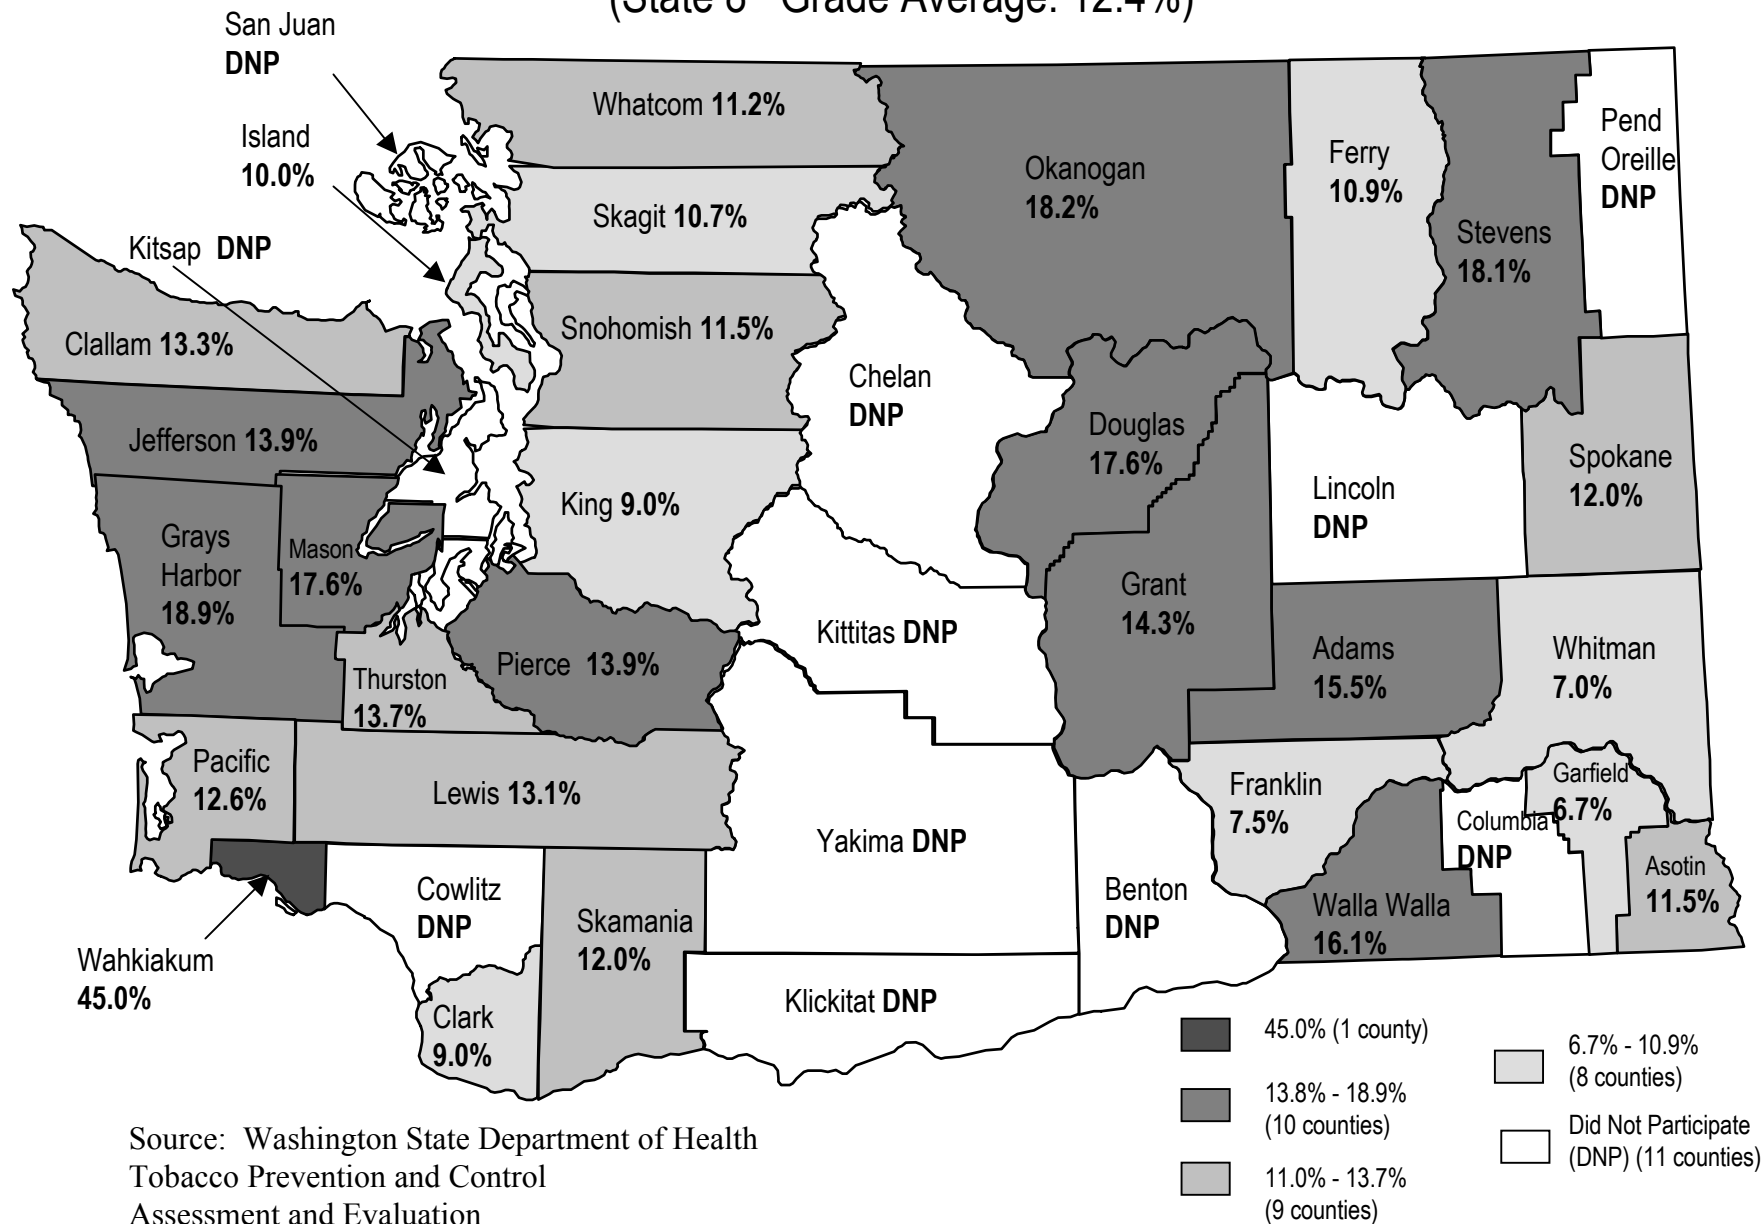 (State 6 Grade Average: 12.4%)
San Juan
DNP
Island
10.0%
Kitsap DNP
Whatcom 11.2%
Skagit 10.7%
Snohomish 11.5%
King 9.0%
Clallam 13.3%
Jefferson 13.9%
Grays
Harbor
18.9%
Mason
17.6%
Thurston
13.7%
Pierce 13.9%
Pacific
12.6%
Lewis 13.1%
Wahkiakum
45.0%
Cowlitz
DNP
Clark
9.0%
Skamania
12.0%
Okanogan
18.2%
Chelan
DNP
Douglas
17.6%
Kittitas DNP
Grant
14.3%
Yakima DNP
Klickitat DNP
Benton
DNP
Ferry
10.9%
Stevens
18.1%
Pend
Oreille
DNP
Lincoln
DNP
Spokane
12.0%
Adams
15.5%
Whitman
7.0%
Franklin
7.5%
Walla Walla
16.1%
Columbia
DNP
Garfield
6.7%
Asotin
11.5%
45.0% (1 county)
13.8% - 18.9%
(10 counties)
11.0% - 13.7%
(9 counties)
6.7% - 10.9%
(8 counties)
Did Not Participate
(DNP) (11 counties)
Source: Washington State Department of Health
Tobacco Prevention and Control
Assessment and Evaluation